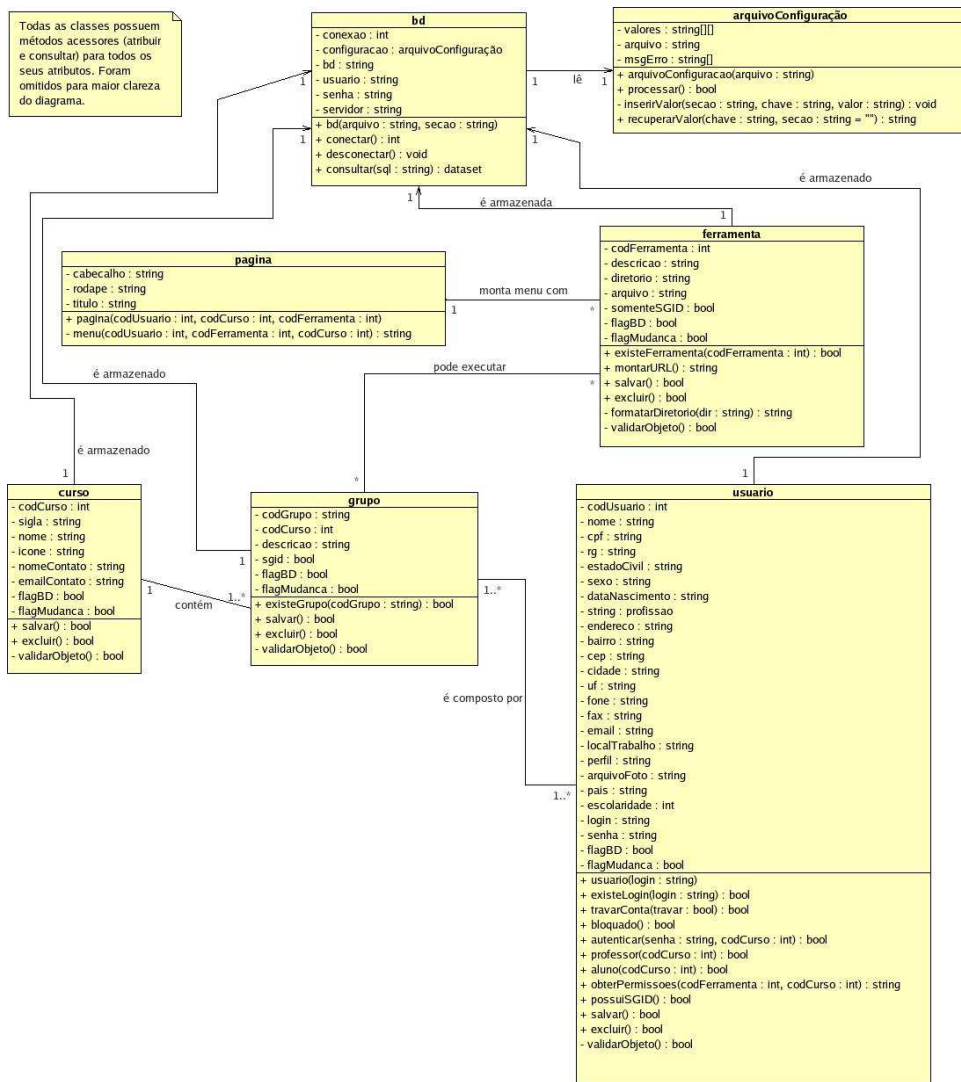 Todas as classes possuem
métodos acessores (atribuir
e consultar) para todos os
seus atributos. Foram
omitidos para maior clareza
do diagrama.
bd
- conexao : int
- configuracao : arquivoConfiguração
- bd : string
- usuario : string
- senha : string
- servidor : string
+ bd(arquivo : string, secao : string)
+ conectar() : int
+ desconectar() : void
+ consultar(sql : string) : dataset
arquivoConfiguração
- valores : string[][]
- arquivo : string
- msgErro : string[]
+ arquivoConfiguracao(arquivo : string)
+ processar() : bool
- inserirValor(secao : string, chave : string, valor : string) : void
+ recuperarValor(chave : string, secao : string = "") : string
1
lê
1
1
1
1
1
é armazenada
1
é armazenado
pagina
- cabecalho : string
- rodape : string
- titulo : string
+ pagina(codUsuario : int, codCurso : int, codFerramenta : int)
- menu(codUsuario : int, codFerramenta : int, codCurso : int) : string
monta menu com
1
*
ferramenta
- codFerramenta : int
- descricao : string
- diretorio : string
- arquivo : string
- somenteSGID : bool
- flagBD : bool
- flagMudanca : bool
+ existeFerramenta(codFerramenta : int) : bool
+ montarURL() : string
+ salvar() : bool
+ excluir() : bool
- formatarDiretorio(dir : string) : string
- validarObjeto() : bool
pode executar
*
*
é armazenado
é armazenado
1
1
curso
- codCurso : int
- sigla : string
- nome : string
- icone : string
- nomeContato : string
- emailContato : string
- flagBD : bool
- flagMudanca : bool
+ salvar() : bool
+ excluir() : bool
- validarObjeto() : bool
1
contém
1..*
1
grupo
- codGrupo : string
- codCurso : int
- descricao : string
- sgid : bool
- flagBD : bool
- flagMudanca : bool
+ existeGrupo(codGrupo : string) : bool
+ salvar() : bool
+ excluir() : bool
- validarObjeto() : bool
1..*
é composto por
1..*
usuario
- codUsuario : int
- nome : string
- cpf : string
- rg : string
- estadoCivil : string
- sexo : string
- dataNascimento : string
- string : profissao
- endereco : string
- bairro : string
- cep : string
- cidade : string
- uf : string
- fone : string
- fax : string
- email : string
- localTrabalho : string
- perfil : string
- arquivoFoto : string
- pais : string
- escolaridade : int
- login : string
- senha : string
- flagBD : bool
- flagMudanca : bool
+ usuario(login : string)
+ existeLogin(login : string) : bool
+ travarConta(travar : bool) : bool
+ bloquado() : bool
+ autenticar(senha : string, codCurso : int) : bool
+ professor(codCurso : int) : bool
+ aluno(codCurso : int) : bool
+ obterPermissoes(codFerramenta : int, codCurso : int) : string
+ possuiSGID() : bool
+ salvar() : bool
+ excluir() : bool
- validarObjeto() : bool